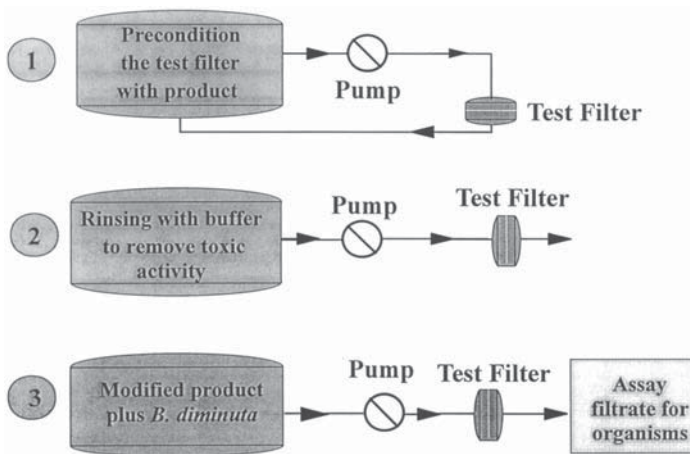 1
Precondition
the test filter
with product
Pump
Test Filter
2
Rinsing with buffer
to remove toxic
activity
Pump
Test Filter
3
Modified product
plus B. diminuta
Pump
Test Filter
Assay
filtrate for
organisms